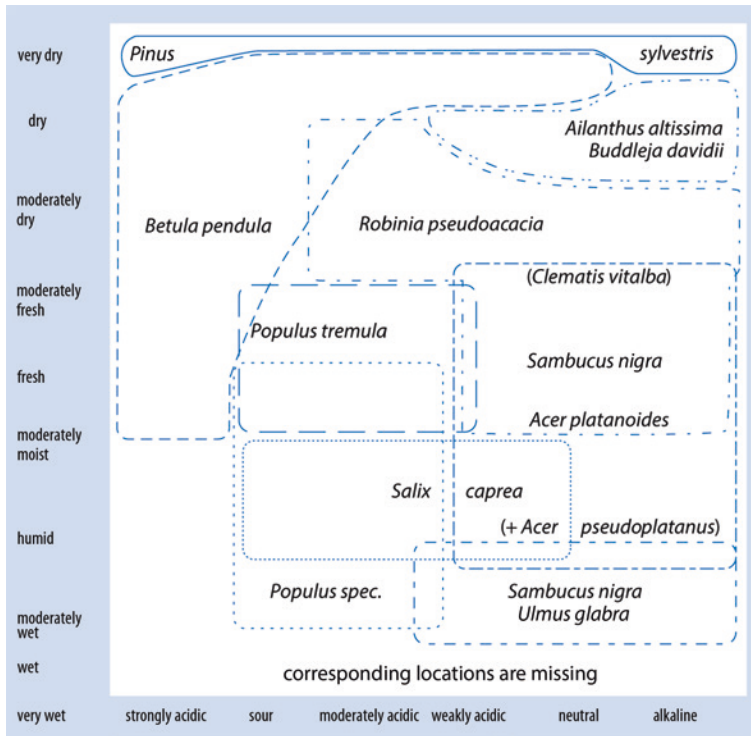 very dry
Pinus sylvestris
dry
Ailanthus altissima
Buddleja davidii
moderately
dry
Betula pendula
Robinia pseudoacacia
(Clematis vitalba)
moderately
fresh
Populus tremula
Sambucus nigra
fresh
Acer platanoides
moderately
moist
Salix caprea
(+ Acer pseudoplatanus)
humid
Populus spec.
Sambucus nigra
Ulmus glabra
moderately
wet
wet
corresponding locations are missing
very wet
strongly acidic
sour
moderately acidic
weakly acidic
neutral
alkaline